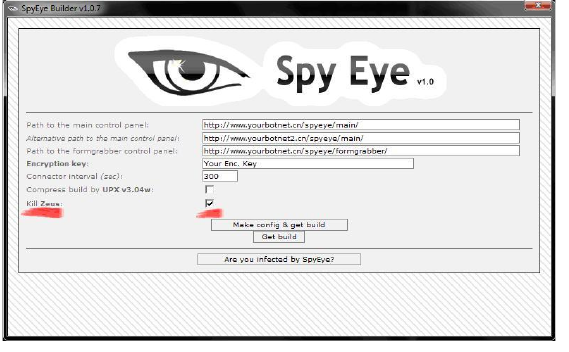 SpyEye Builder v1.0.7
Spy Eye v1.0
Path to the main control panel: http://www.yourbotnet.cn/spyeye/main/
Alternative path to the main control panel: http://www.yourbotnet2.cn/spyeye/main/
Path to the formgrabber control panel: http://www.yourbotnet.cn/spyeye/formgrabber/
Encryption key: Your Enc. Key
Connector interval (sec): 300
Compress build by UPX v3.04w:
Kill Zeus:
Make config & get build
Get build
Are you infected by SpyEye?